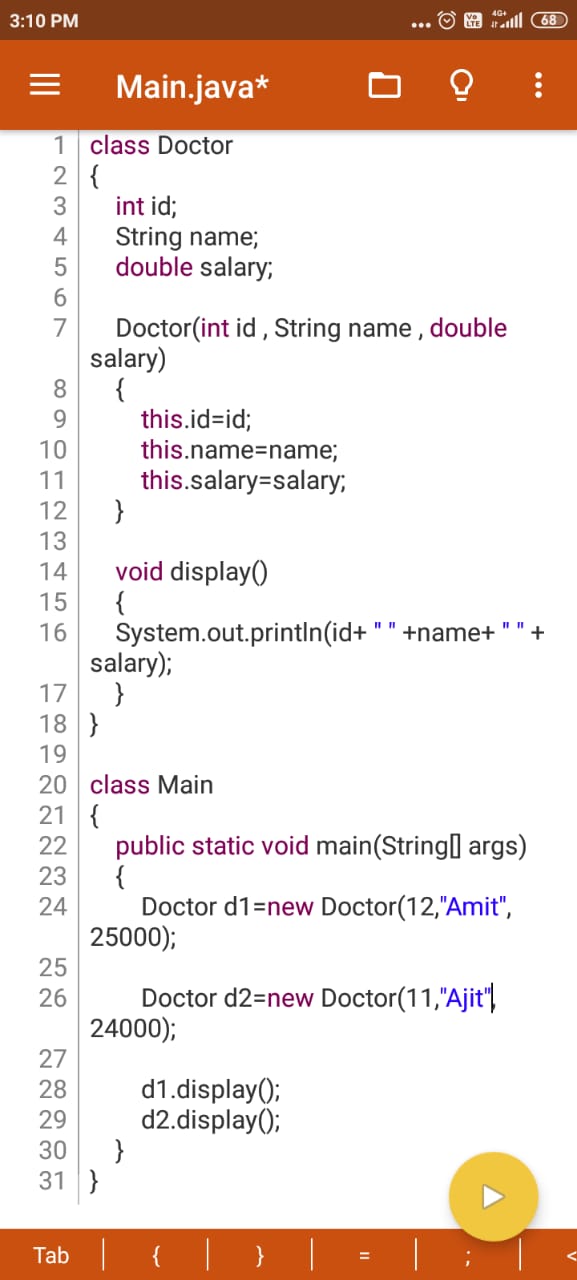 3:10 PM
... Vo LTE 4G+ 68
Main.java*
1 class Doctor
2 {
3 int id;
4 String name;
5 double salary;
6
7 Doctor(int id , String name , double
salary)
8 {
9 this.id=id;
10 this.name=name;
11 this.salary=salary;
12 }
13
14 void display()
15 {
16 System.out.println(id+ " " +name+ " " +
salary);
17 }
18 }
19
20 class Main
21 {
22 public static void main(String[] args)
23 {
24 Doctor d1=new Doctor(12,"Amit",
25000);
25
26 Doctor d2=new Doctor(11,"Ajit",
24000);
27
28 d1.display();
29 d2.display();
30 }
31 }
Tab { } = ; <